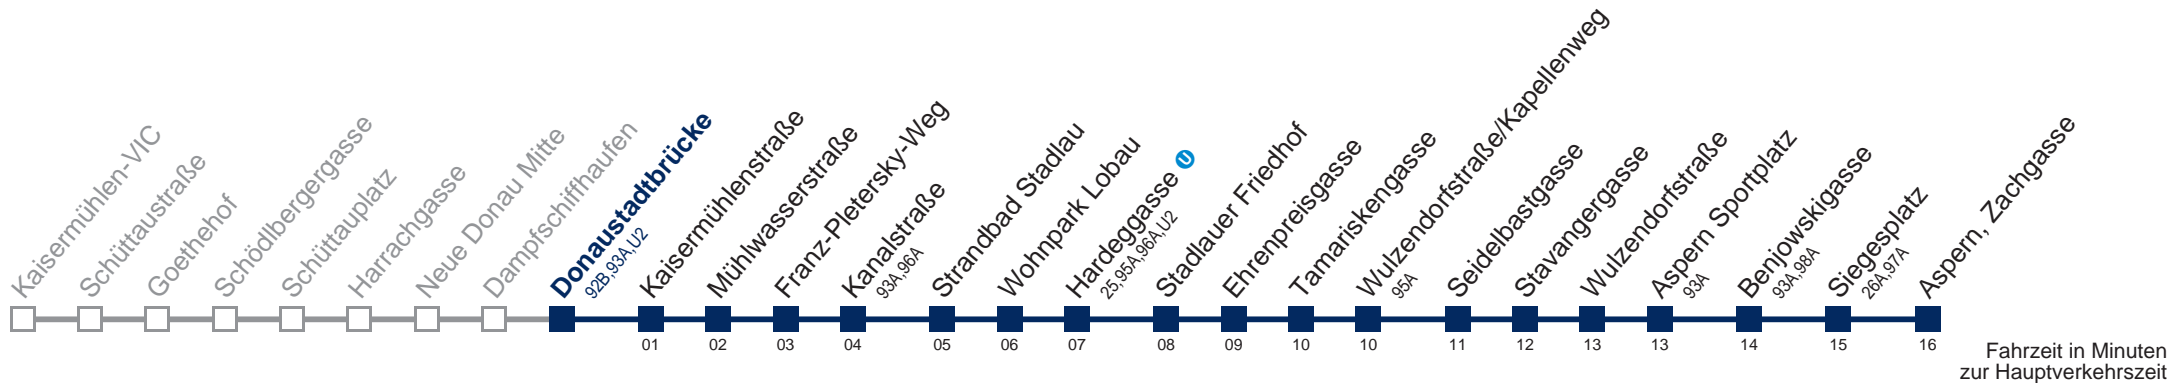 Kaisermühlen-VIC
Schüttaustraße
Goethehof
Schödlbergergasse
Schüttauplatz
Harrachgasse
Neue Donau Mitte
Dampfschiffhaufen
Donaustadtbrücke
92B,93A,U2
Kaisermühlenstraße
Mühlwasserstraße
Franz-Pletersky-Weg
Kanalstraße
93A,96A
Strandbad Stadlau
Wohnpark Lobau
Hardeggasse U
25,95A,96A,U2
Stadlauer Friedhof
Ehrenpreisgasse
Tamariskengasse
Wulzendorfstraße/Kapellenweg
95A
Seidelbastgasse
Stavangergasse
Wulzendorfstraße
Aspern Sportplatz
93A
Benjowskigasse
93A,98A
Siegesplatz
26A,97A
Aspern, Zachgasse
01 02 03 04 05 06 07 08 09 10 10 11 12 13 13 14 15 16
Fahrzeit in Minuten
zur Hauptverkehrszeit